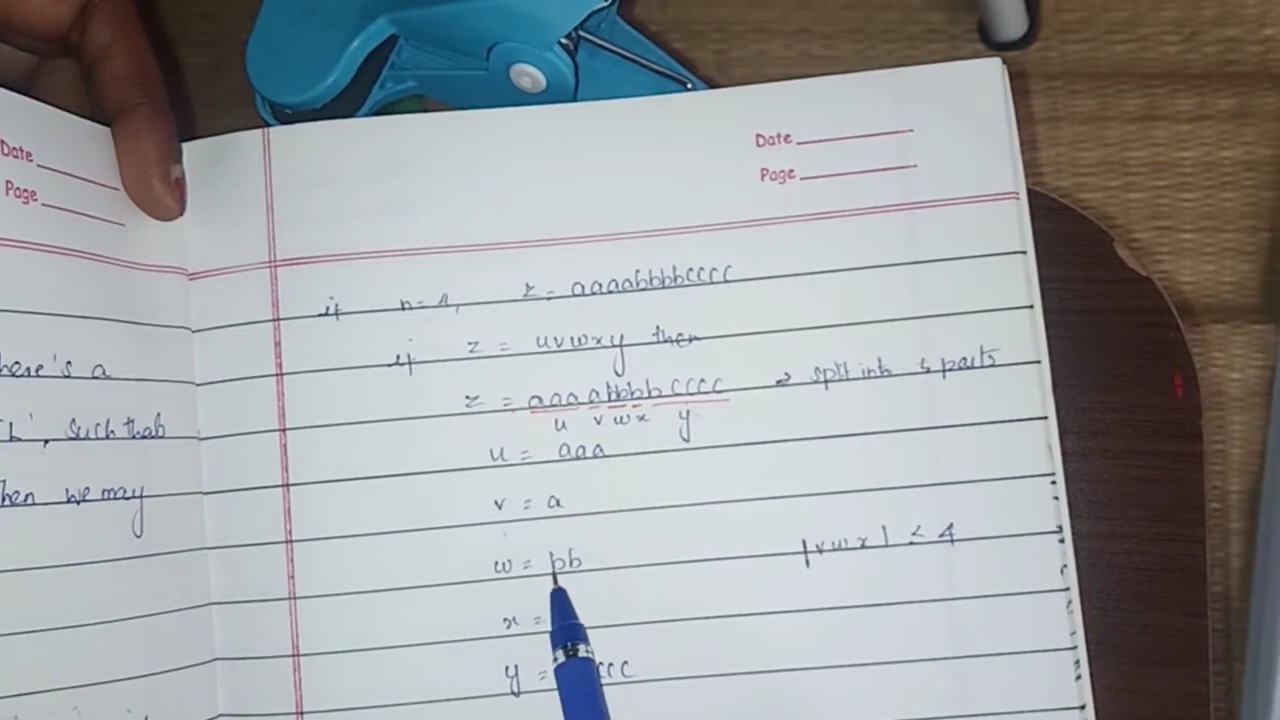 Date
Page
Date
Page
if n = 4, z = aaaabbbbcccc
if z = uvwxy then
z = aaaabbbbcccc → split into 5 parts
u v w x y
u = aaa
v = a
w = bb |vwx| ≤ 4
x =
y = ccc
here's a
'L', such that
hen we may